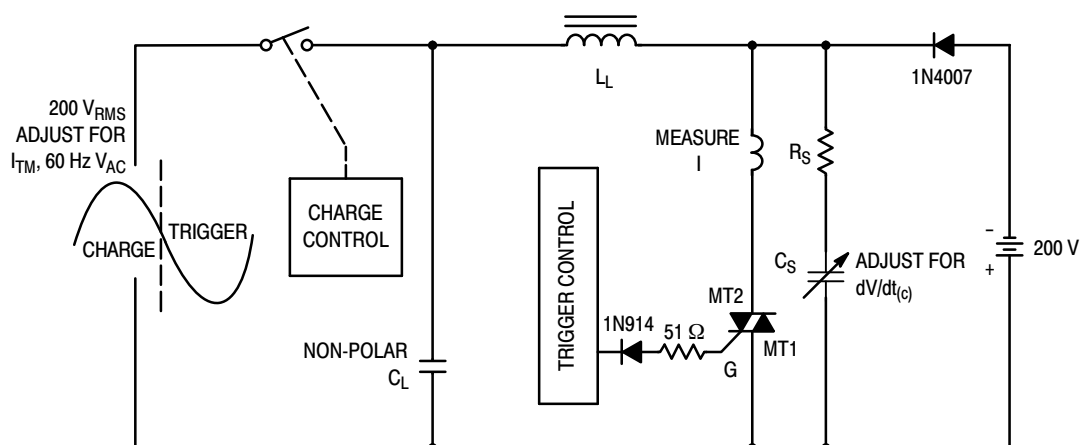 200 V_RMS
ADJUST FOR
I_TM, 60 Hz V_AC
TRIGGER
CHARGE
CHARGE
CONTROL
NON-POLAR
C_L
L_L
MEASURE
I
TRIGGER CONTROL
1N914
51 Ω
MT2
MT1
G
R_S
C_S
ADJUST FOR
dV/dt(c)
1N4007
–
+
200 V